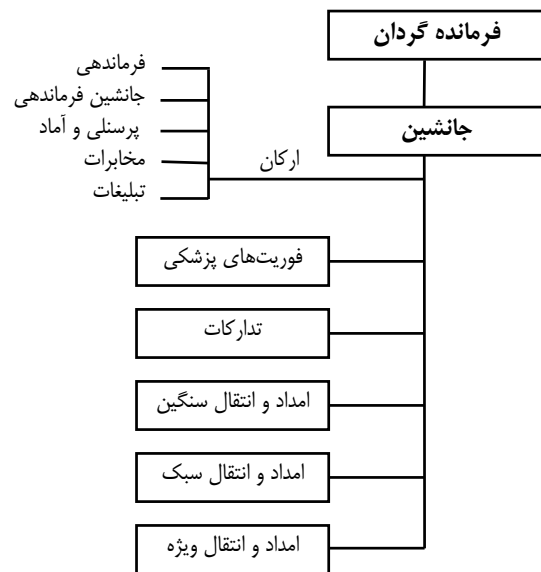 فرمانده گردان
جانشین
ارکان
فرماندهی
جانشین فرماندهی
پرسنلی و آماد
مخابرات
تبلیغات
فوریت‌های پزشکی
تدارکات
امداد و انتقال سنگین
امداد و انتقال سبک
امداد و انتقال ویژه